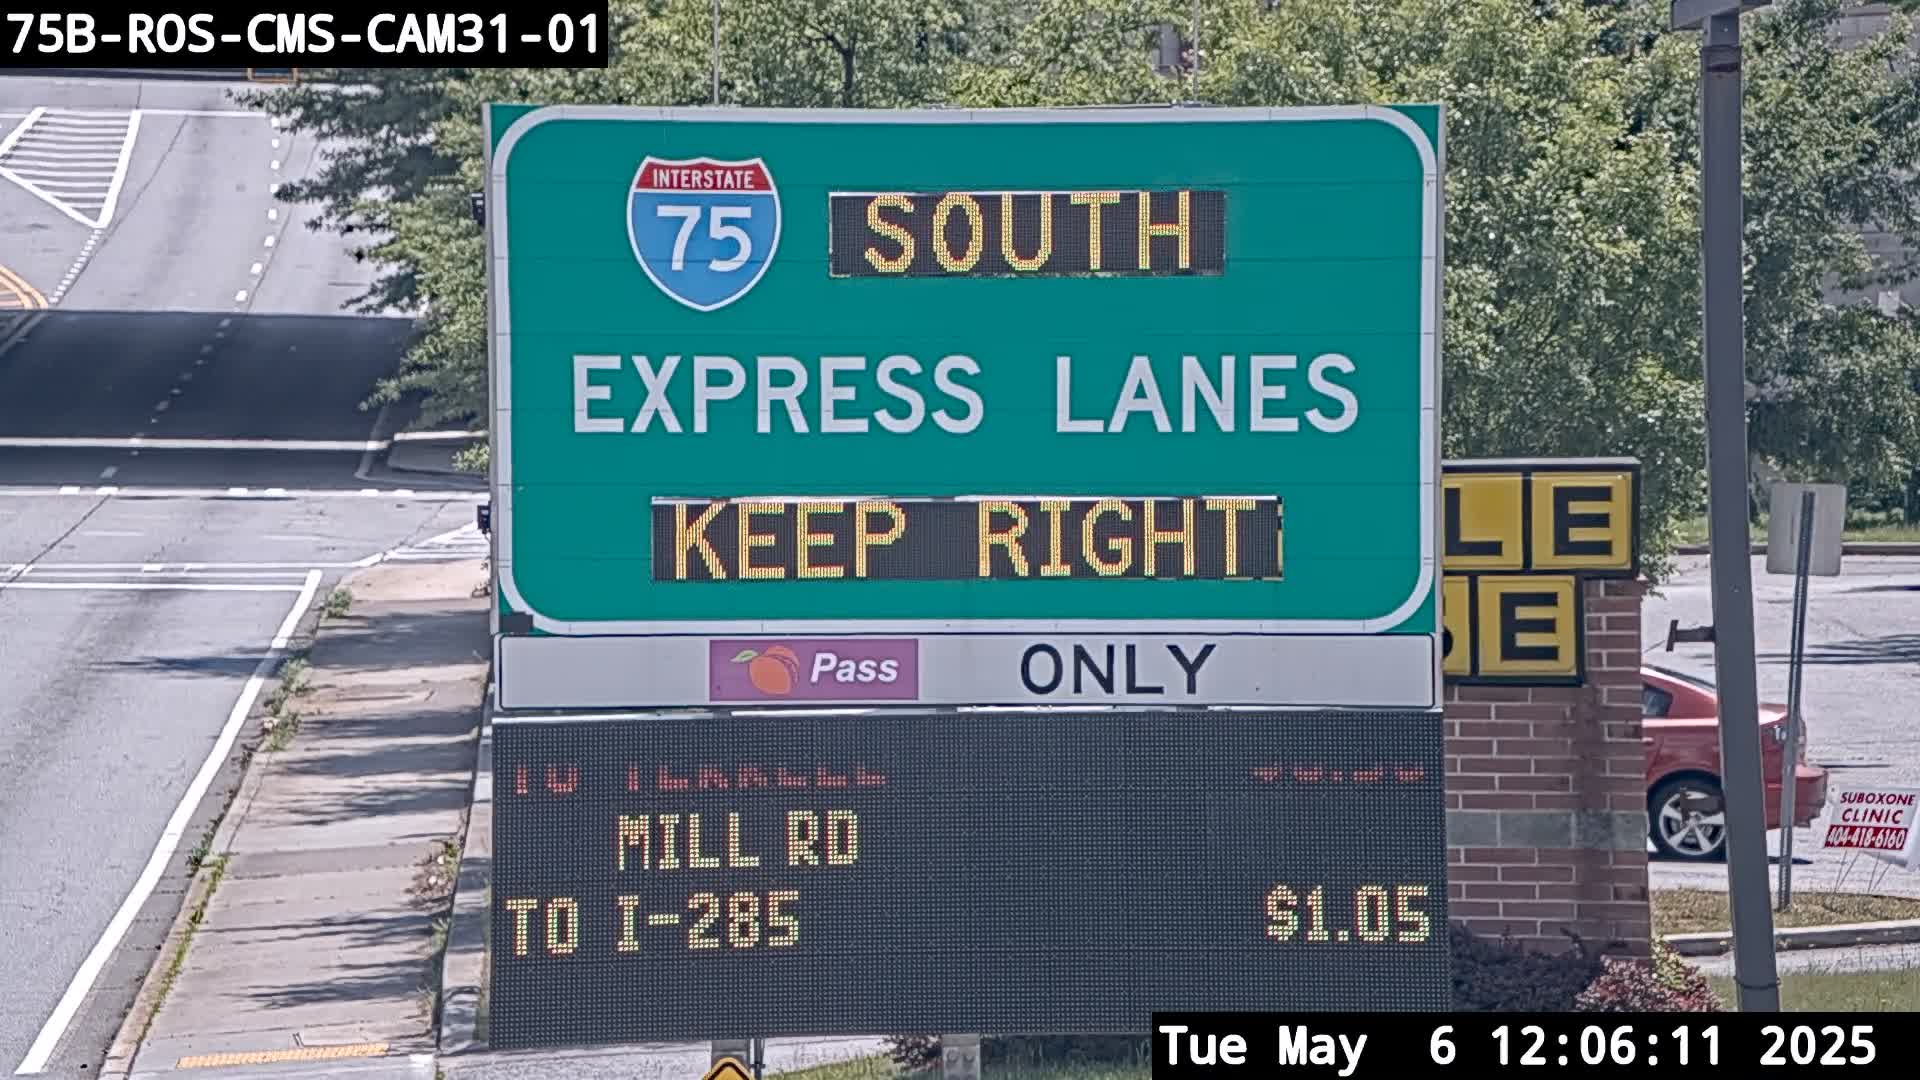 75B-ROS-CMS-CAM31-01
INTERSTATE
75
SOUTH
EXPRESS LANES
KEEP RIGHT
Pass ONLY
MILL RD
TO I-285 $1.05
LE
E
SUBOXONE
CLINIC
404-418-6160
Tue May 6 12:06:11 2025